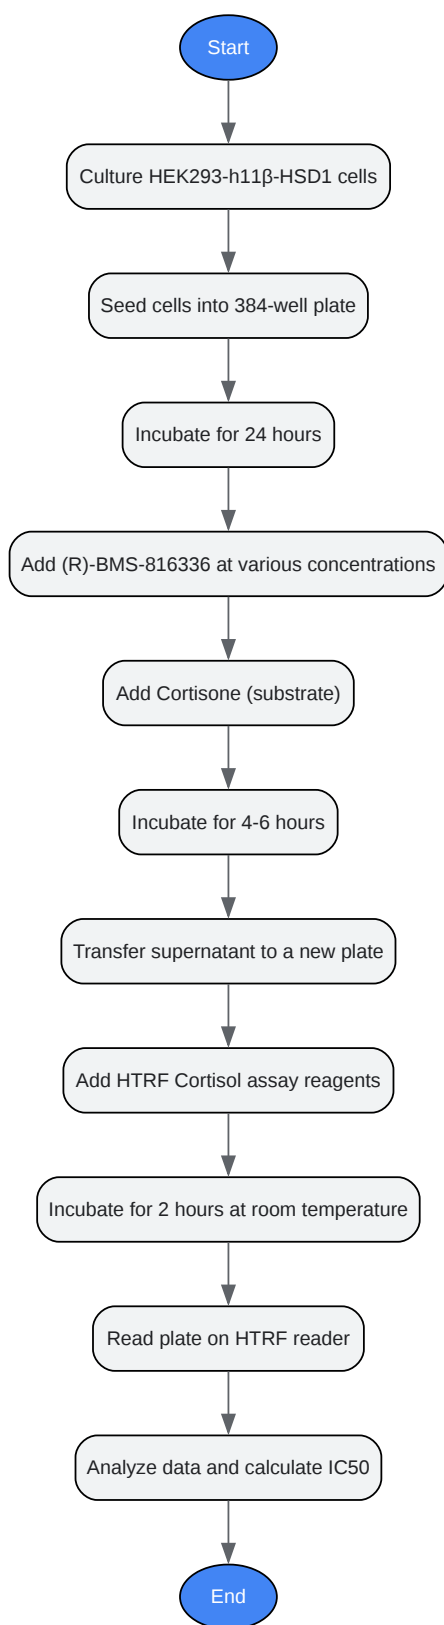 Start
Culture HEK293-h11β-HSD1 cells
Seed cells into 384-well plate
Incubate for 24 hours
Add (R)-BMS-816336 at various concentrations
Add Cortisone (substrate)
Incubate for 4-6 hours
Transfer supernatant to a new plate
Add HTRF Cortisol assay reagents
Incubate for 2 hours at room temperature
Read plate on HTRF reader
Analyze data and calculate IC50
End